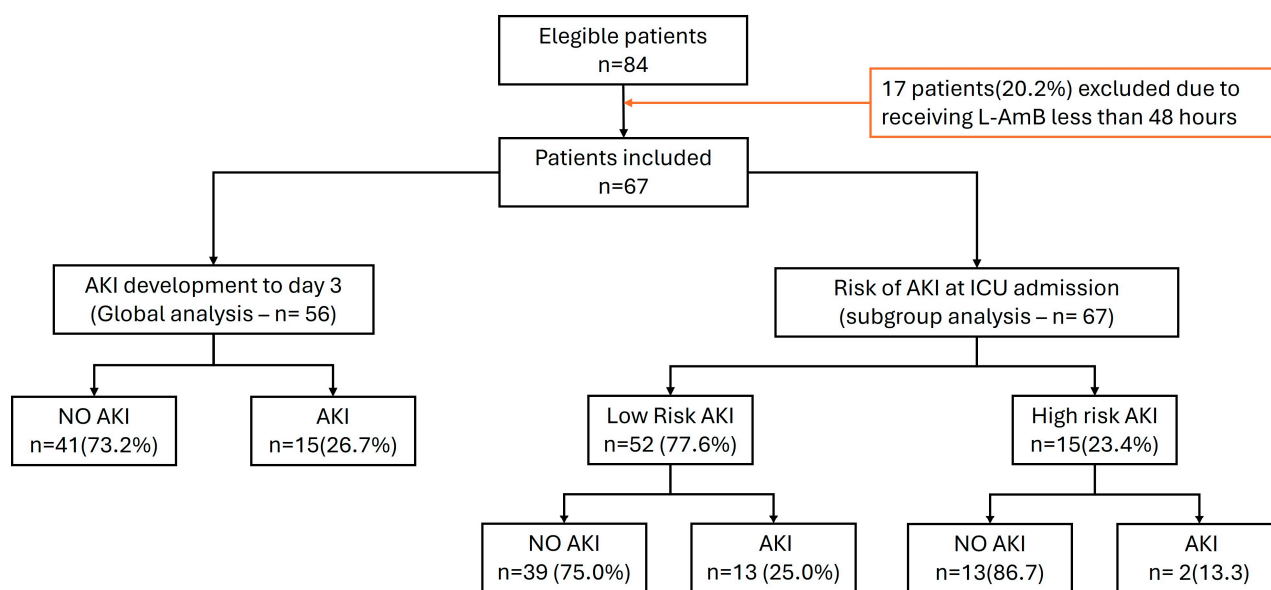 Elegible patients
n=84
17 patients(20.2%) excluded due to
receiving L-AmB less than 48 hours
Patients included
n=67
AKI development to day 3
(Global analysis – n= 56)
Risk of AKI at ICU admission
(subgroup analysis – n= 67)
NO AKI
n=41(73.2%)
AKI
n=15(26.7%)
Low Risk AKI
n=52 (77.6%)
High risk AKI
n=15(23.4%)
NO AKI
n=39 (75.0%)
AKI
n=13 (25.0%)
NO AKI
n=13(86.7)
AKI
n= 2(13.3)